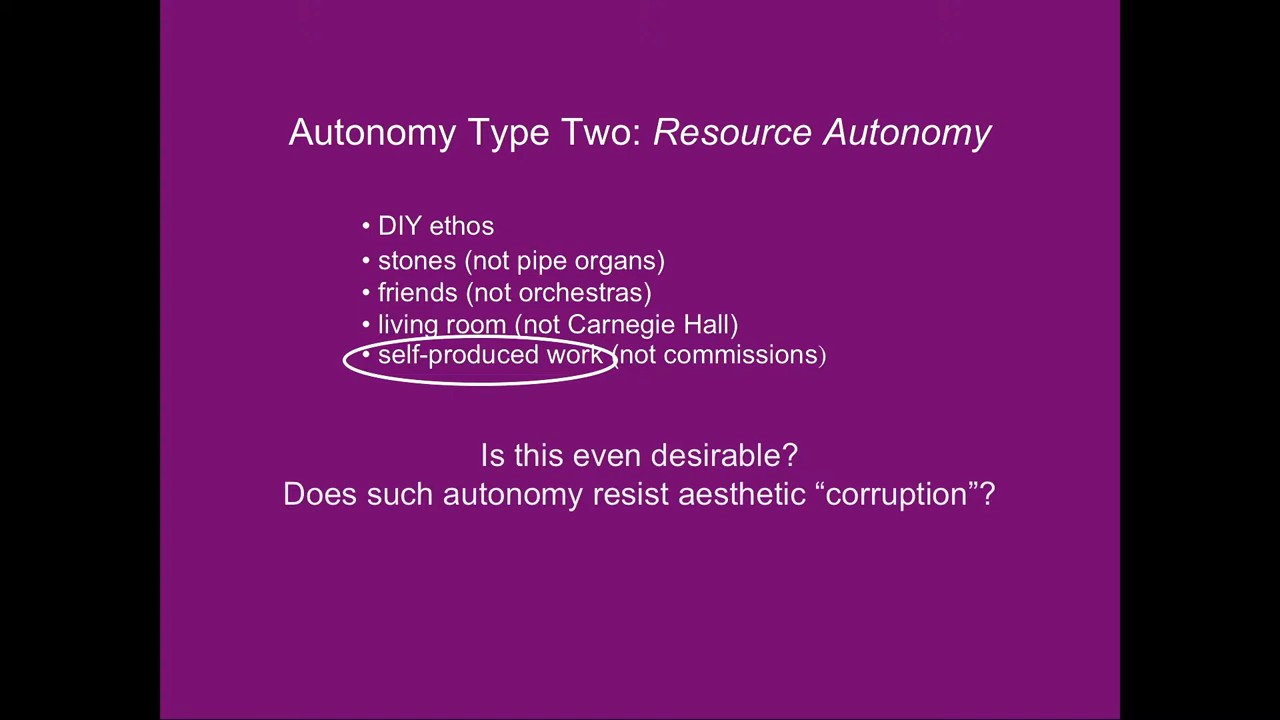 Autonomy Type Two: Resource Autonomy
• DIY ethos
• stones (not pipe organs)
• friends (not orchestras)
• living room (not Carnegie Hall)
• self-produced work (not commissions)
Is this even desirable?
Does such autonomy resist aesthetic “corruption”?